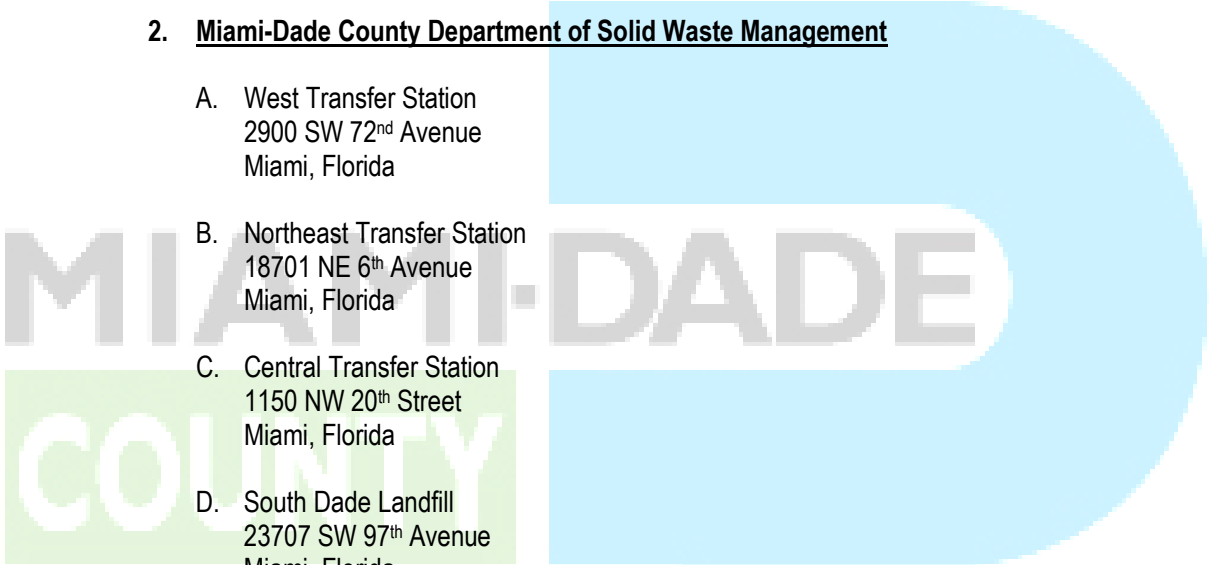 2. Miami-Dade County Department of Solid Waste Management
A. West Transfer Station
2900 SW 72nd Avenue
Miami, Florida
B. Northeast Transfer Station
18701 NE 6th Avenue
Miami, Florida
C. Central Transfer Station
1150 NW 20th Street
Miami, Florida
D. South Dade Landfill
23707 SW 97th Avenue
Miami, Florida
MIAMI-DADE
COUNTY